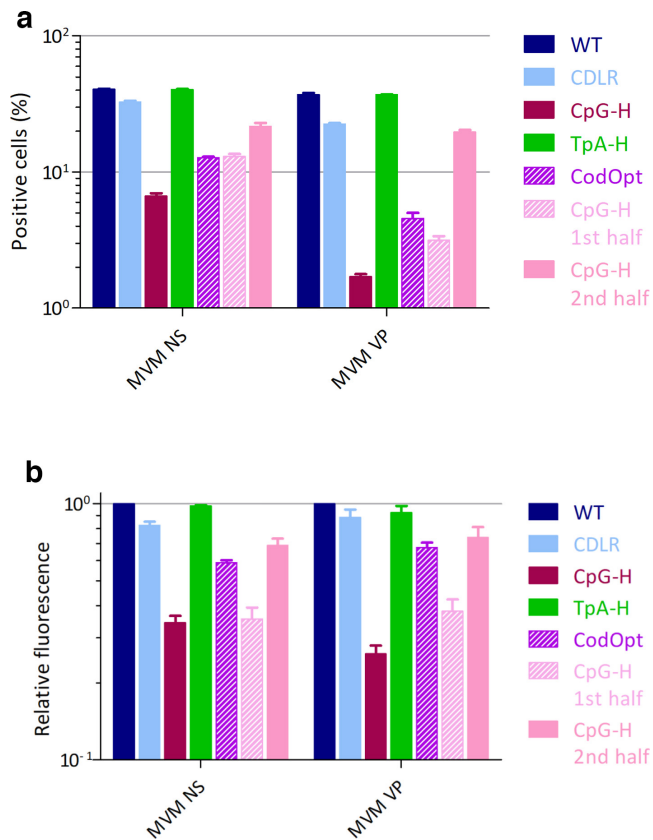 a
10²
10¹
10⁰
Positive cells (%)
MVM NS
MVM VP
WT
CDLR
CpG-H
TpA-H
CodOpt
CpG-H
1st half
CpG-H
2nd half
b
10⁰
10⁻¹
Relative fluorescence
MVM NS
MVM VP
WT
CDLR
CpG-H
TpA-H
CodOpt
CpG-H
1st half
CpG-H
2nd half